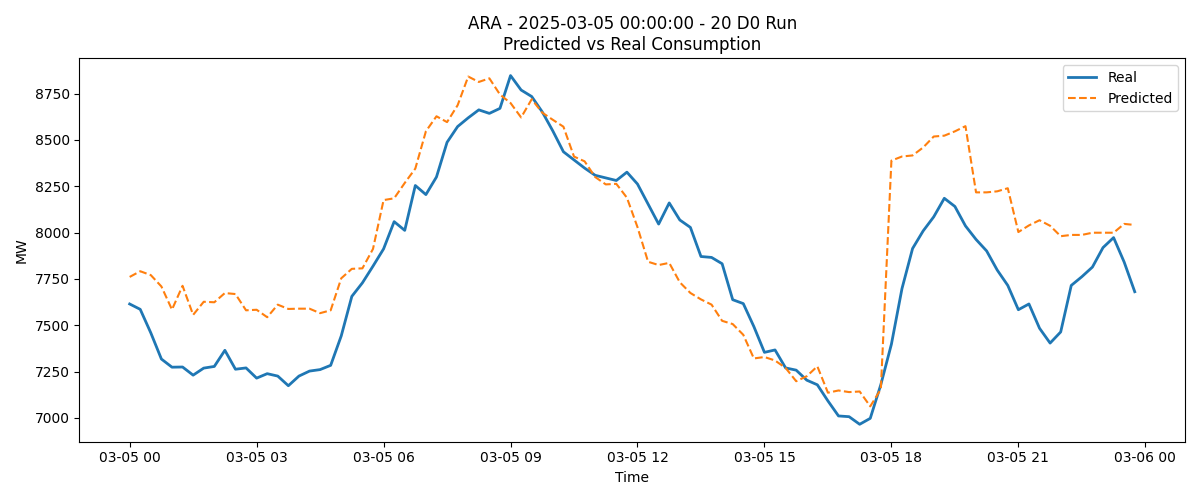 ARA - 2025-03-05 00:00:00 - 20 D0 Run
Predicted vs Real Consumption
Real
Predicted
MW
8750
8500
8250
8000
7750
7500
7250
7000
03-05 00
03-05 03
03-05 06
03-05 09
03-05 12
03-05 15
03-05 18
03-05 21
03-06 00
Time